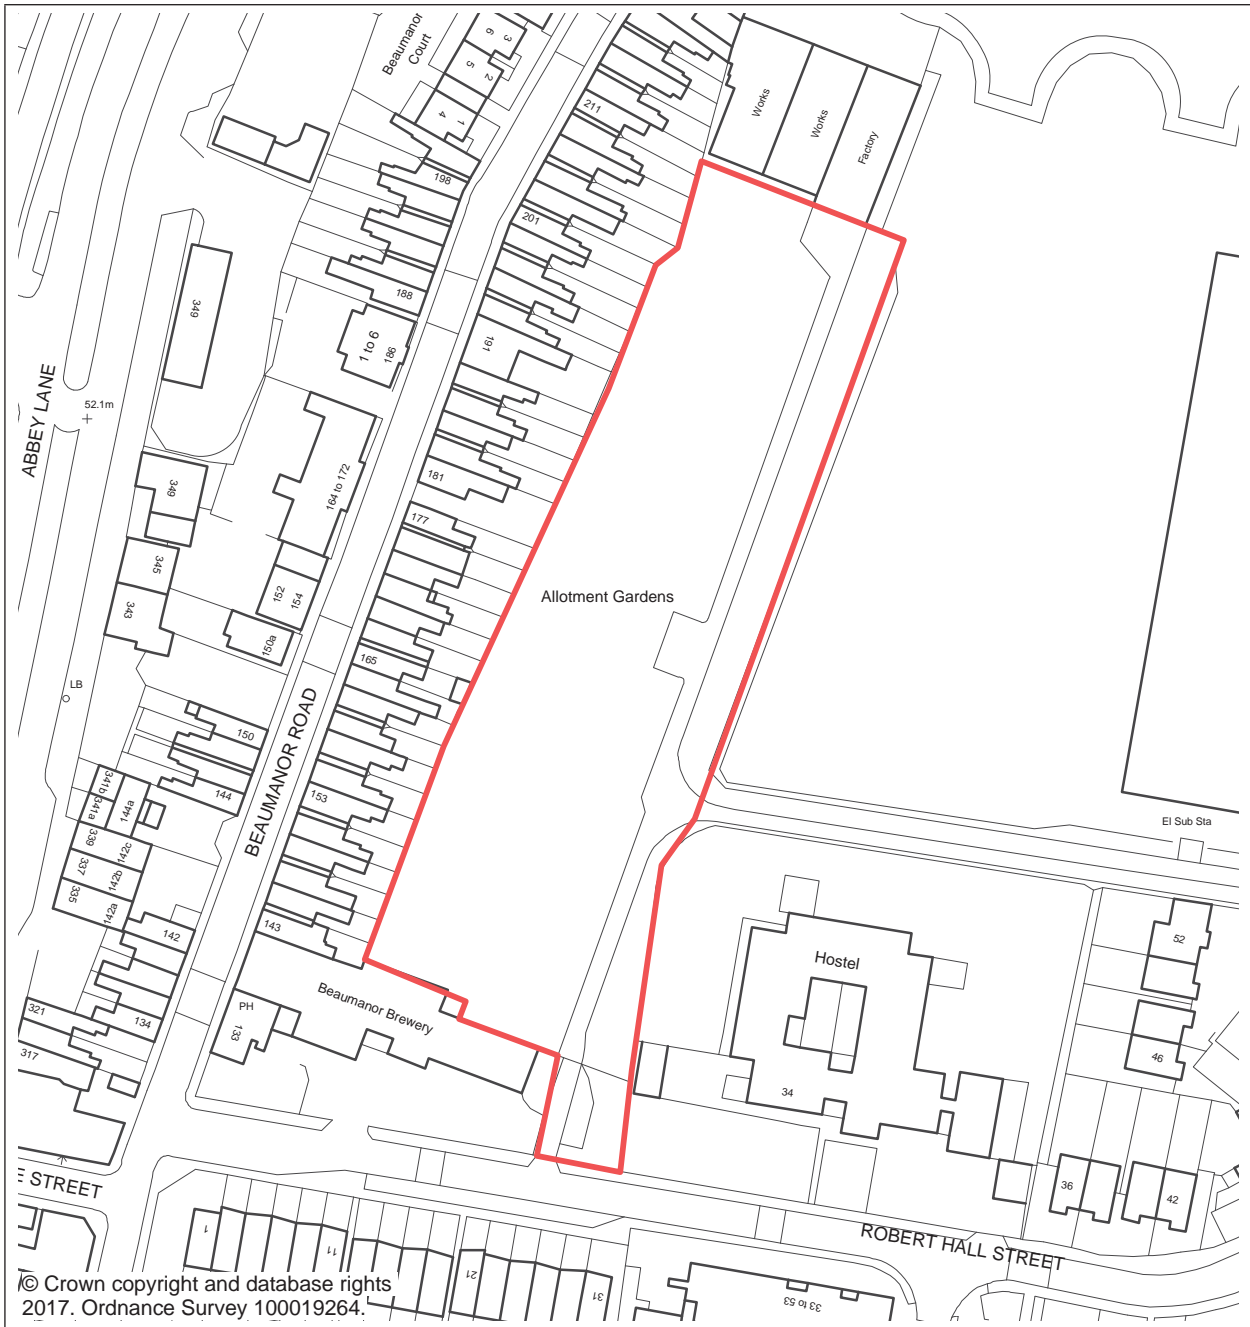 Beaumanor
Court
3
6
5
2
1
4
211
Works
Works
Factory
198
201
188
349
1 to 6
186
191
ABBEY LANE
52.1m
181
164 to 172
349
177
345
152
154
343
150a
Allotment Gardens
165
LB
150
BEAUMANOR ROAD
341b
144a
144
153
341a
El Sub Sta
339
142c
337
142b
335
142a
142
143
52
Hostel
Beaumanor Brewery
PH
133
321
134
317
46
34
E STREET
36
42
1
11
21
31
ROBERT HALL STREET
33 to 53
© Crown copyright and database rights
2017. Ordnance Survey 100019264.